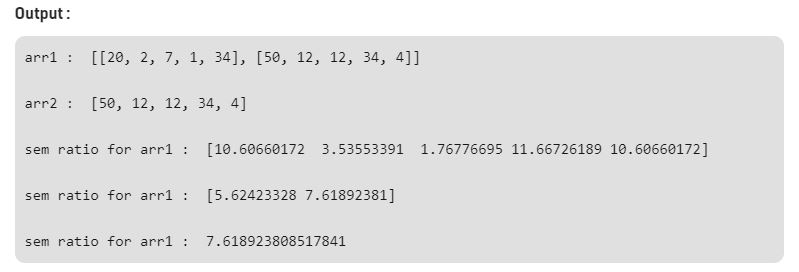 Output :
arr1 :  [[20, 2, 7, 1, 34], [50, 12, 12, 34, 4]]
arr2 :  [50, 12, 12, 34, 4]
sem ratio for arr1 :  [10.60660172  3.53553391  1.76776695 11.66726189 10.60660172]
sem ratio for arr1 :  [5.62423328 7.61892381]
sem ratio for arr1 :  7.618923808517841